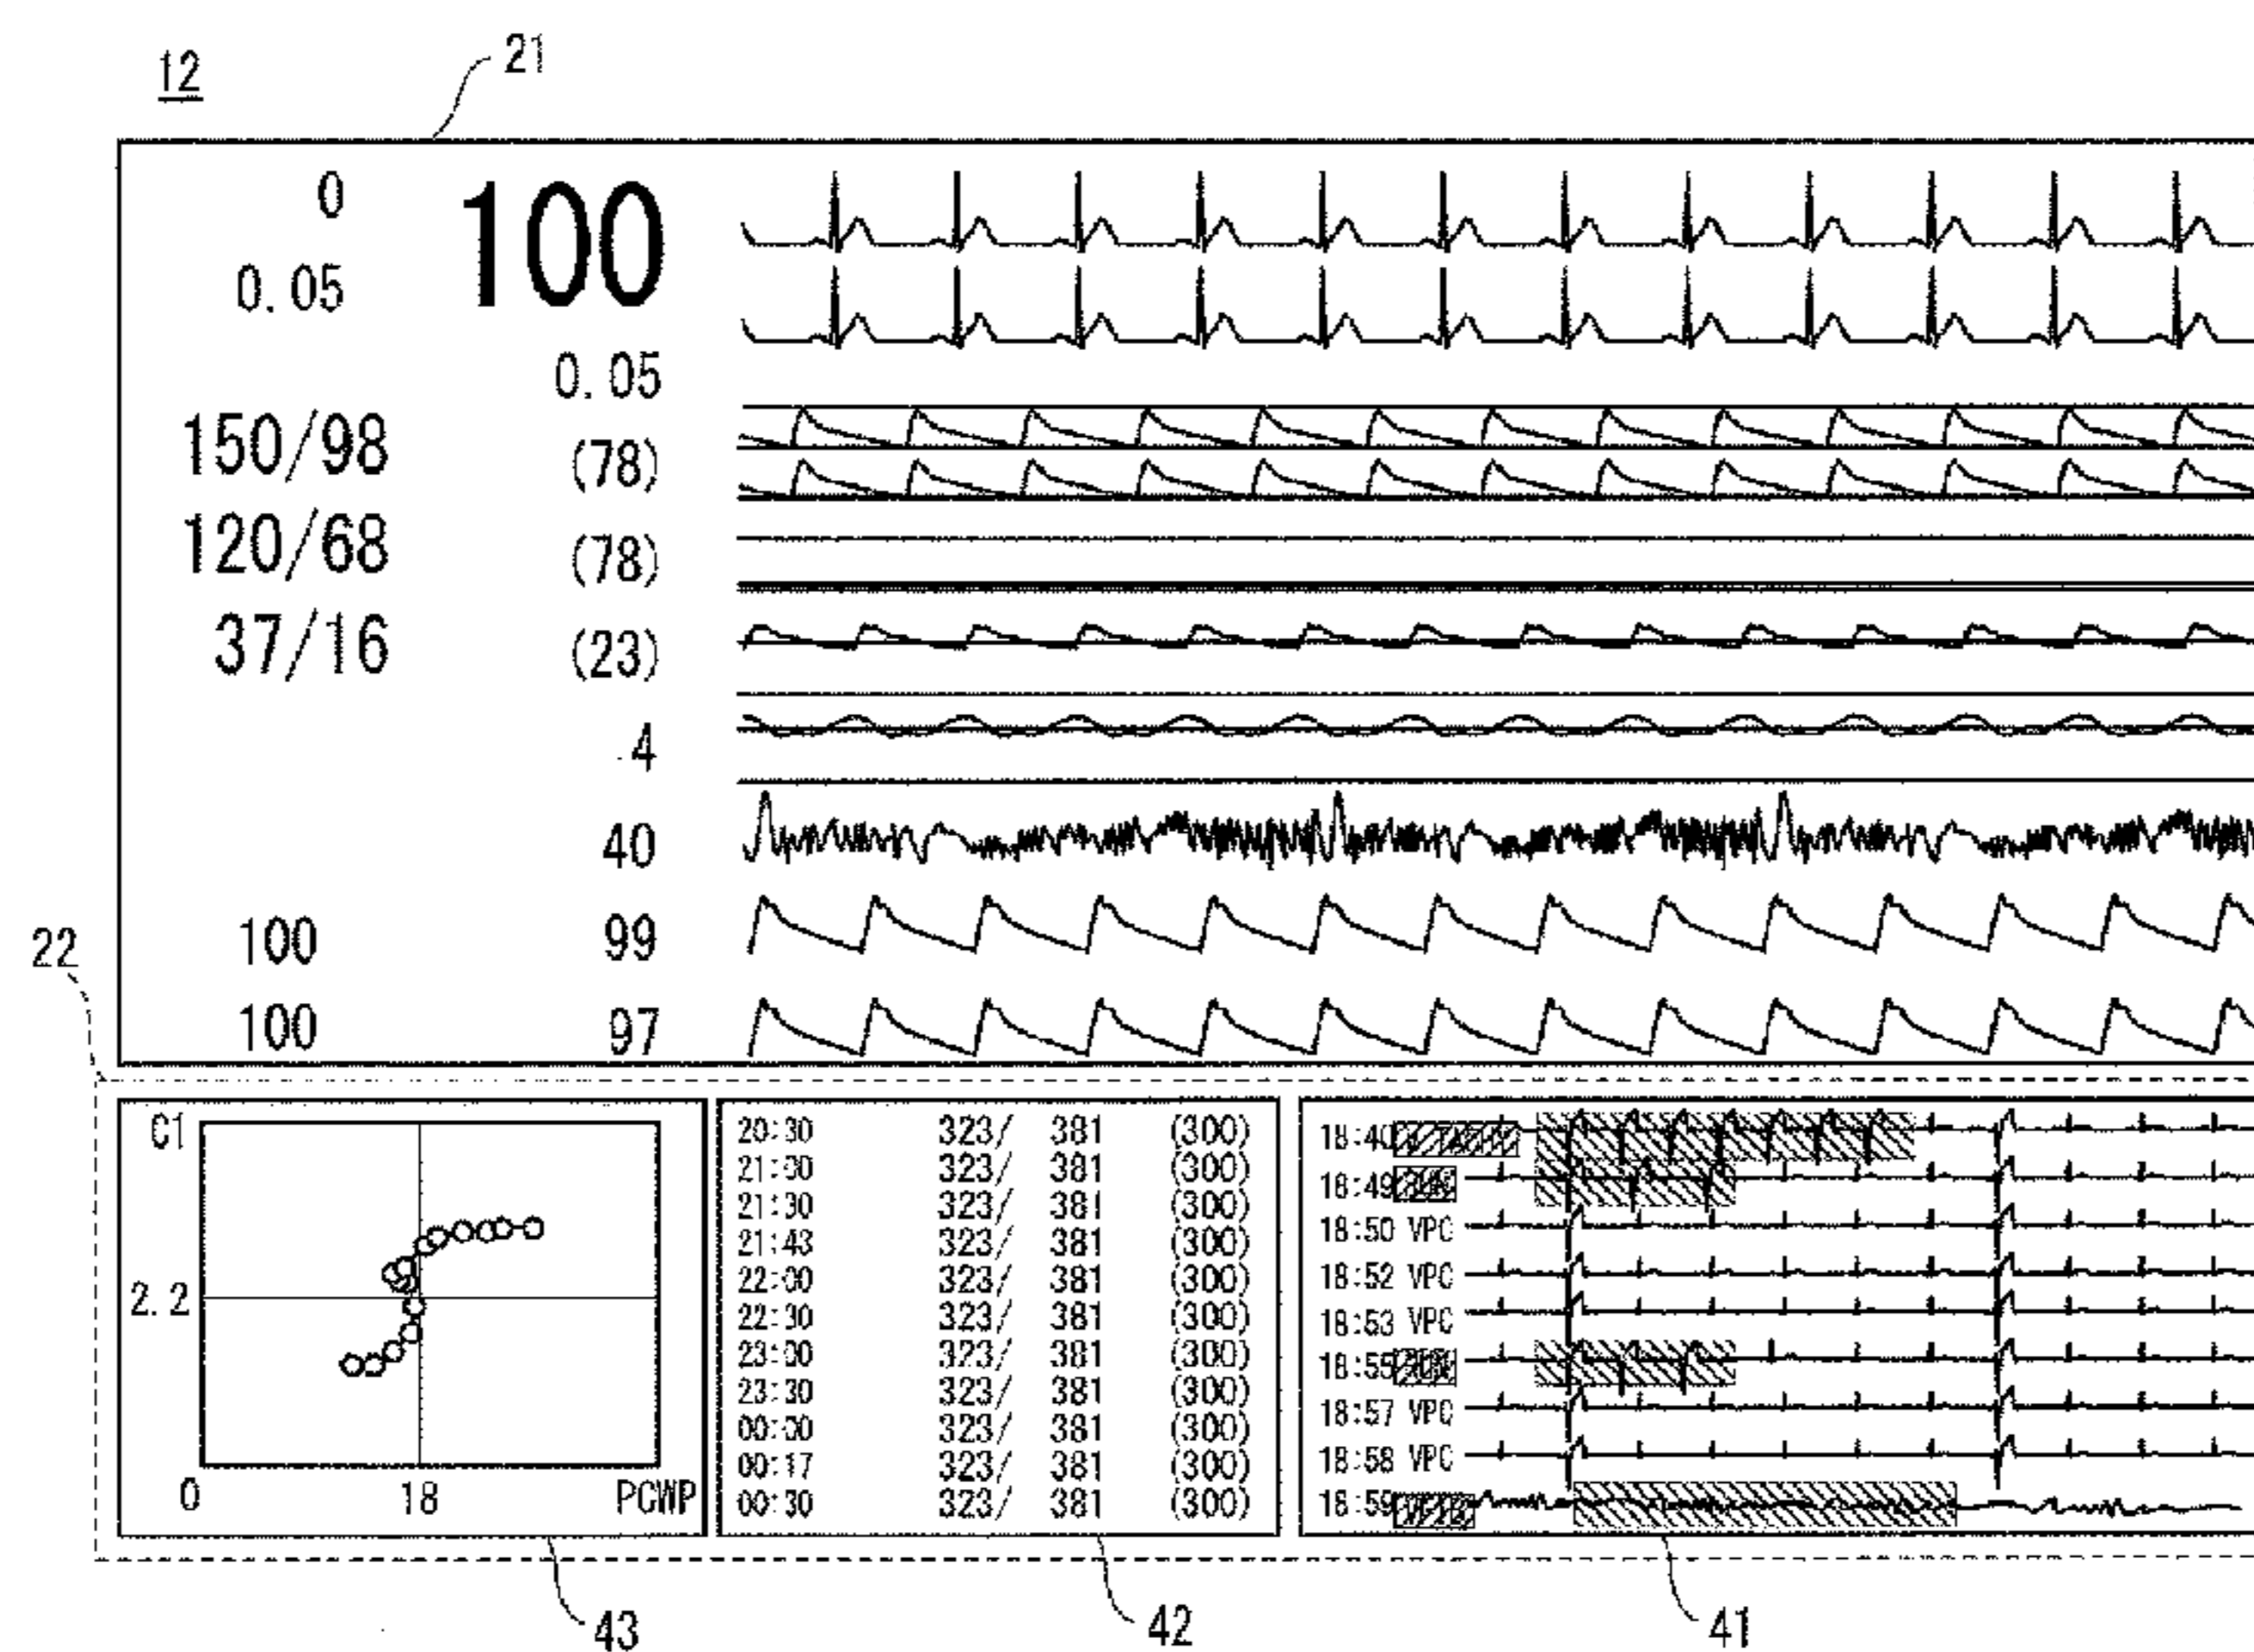 12
21
0
100
0.05
0.05
150/98 (78)
120/68 (78)
37/16 (23)
4
40
100 99
100 97
22
C1
2.2
0 18 PCWP
20:30 323/ 381 (300)
21:00 323/ 381 (300)
21:30 323/ 381 (300)
21:43 323/ 381 (300)
22:00 323/ 381 (300)
22:30 323/ 381 (300)
23:00 323/ 381 (300)
23:30 323/ 381 (300)
00:00 323/ 381 (300)
00:17 323/ 381 (300)
00:30 323/ 381 (300)
18:40
18:49
18:50 VPC
18:52 VPC
18:53 VPC
18:55
18:57 VPC
18:58 VPC
18:59
43
42
41